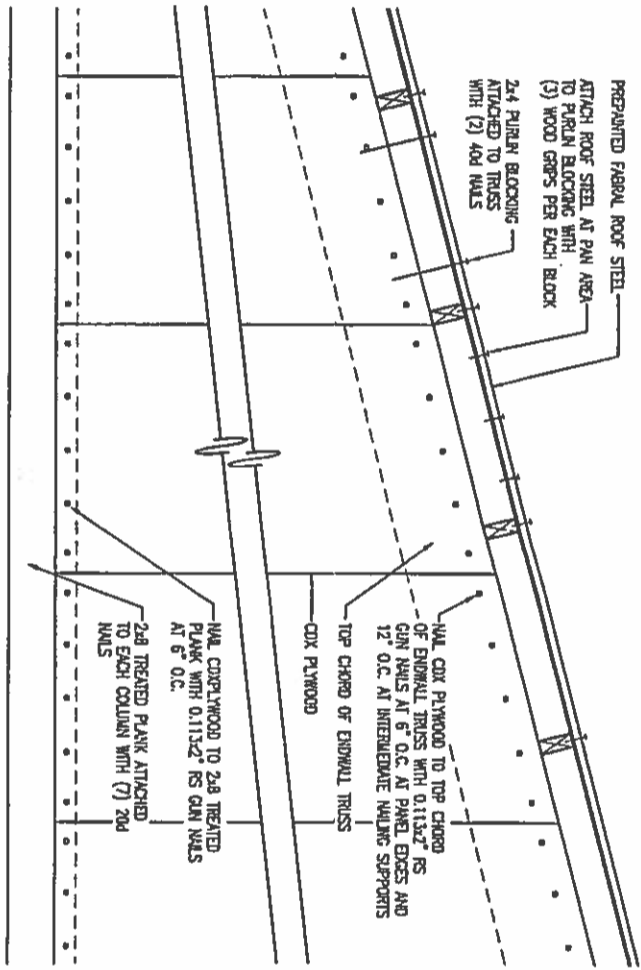 PREPAINTED FABRAL ROOF STEEL
ATTACH ROOF STEEL AT PAN AREA
TO PURLIN BLOCKING WITH
(3) WOOD GRIPS PER EACH BLOCK
2x4 PURLIN BLOCKING
ATTACHED TO TRUSS
WITH (2) 40d NAILS
NAIL CDX PLYWOOD TO TOP CHORD
OF ENDWALL TRUSS WITH 0.113x2" RS
GUN NAILS AT 6" O.C. AT PANEL EDGES AND
12" O.C. AT INTERMEDIATE NAILING SUPPORTS
TOP CHORD OF ENDWALL TRUSS
CDX PLYWOOD
NAIL CDXPLYWOOD TO 2x8 TREATED
PLANK WITH 0.113x2" RS GUN NAILS
AT 6" O.C.
2x8 TREATED PLANK ATTACHED
TO EACH COLUMN WITH (7) 20d
NAILS